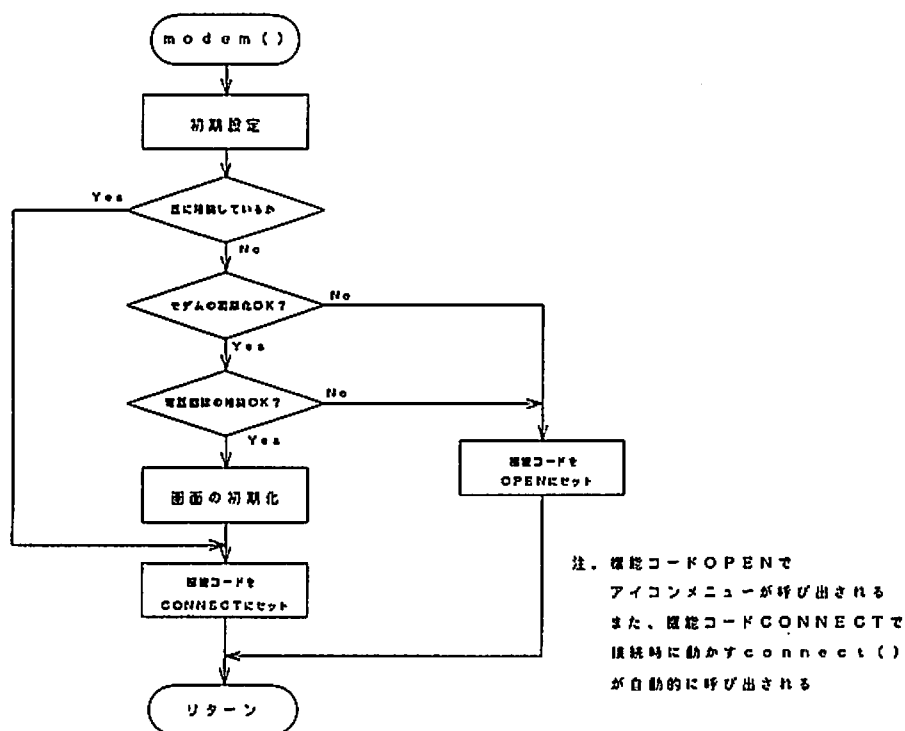 modem()
初期設定
Yes
既に接続しているか
No
モデムの初期化OK?
No
Yes
電話回線の接続OK?
No
Yes
機能コードを
OPENにセット
画面の初期化
機能コードを
CONNECTにセット
注. 機能コードOPENで
アイコンメニューが呼び出される
また、機能コードCONNECTで
接続時に動かすconnect()
が自動的に呼び出される
リターン